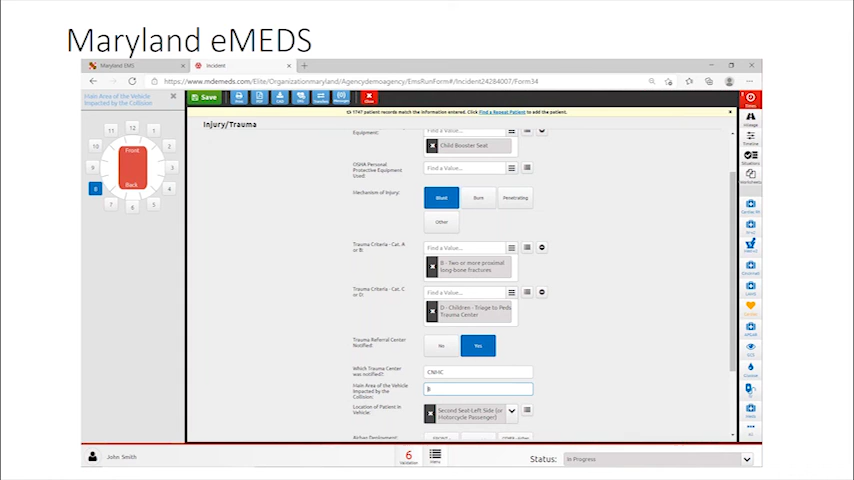 Maryland eMEDS
Maryland EMS
Incident
https://www.mdemeds.com/Elite/Organizationmaryland/Agencydemoagency/EmsRunForm#/Incident24284007/Form34
Main Area of the Vehicle
Impacted by the Collision
Save
Close
1747 patient records match the information entered. Click Find a Repeat Patient to add the patient.
Injury/Trauma
12
11
1
10
2
Front
9
3
Back
8
4
7
5
6
Equipment:
Child Booster Seat
OSHA Personal
Protective Equipment
Used:
Find a Value...
Mechanism of Injury:
Blunt
Burn
Penetrating
Other
Trauma Criteria - Cat. A
or B:
Find a Value...
B - Two or more proximal
long-bone fractures
Trauma Criteria - Cat. C
or D:
Find a Value...
D - Children - Triage to Peds
Trauma Center
Trauma Referral Center
Notified:
No
Yes
Which Trauma Center
was notified?:
CNHC
Main Area of the Vehicle
Impacted by the
Collision:
8
Location of Patient in
Vehicle:
Second Seat-Left Side (or
Motorcycle Passenger)
Times
Timeline
Situations
Worksheets
John Smith
6
Validation
Menu
Status:
In Progress